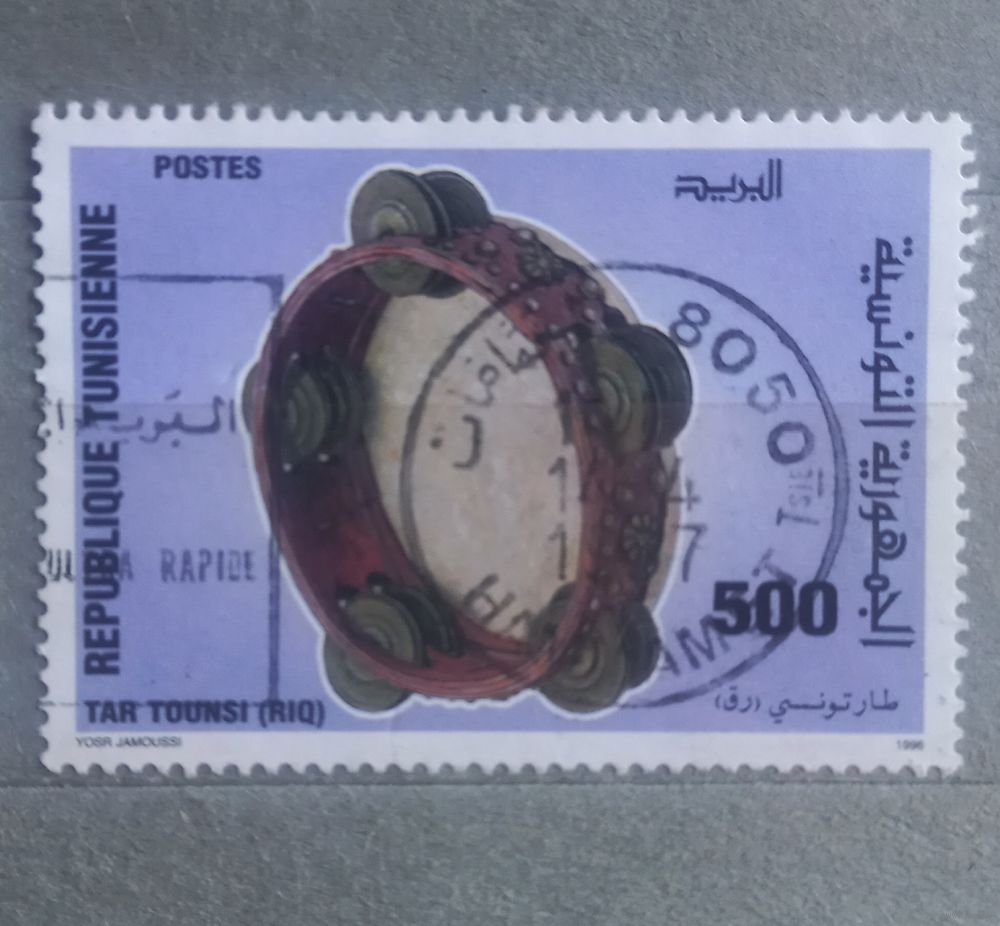 POSTES
البريد
REPUBLIQUE TUNISIENNE
الجمهورية التونسية
8050
RAPIDE
500
TAR TOUNSI (RIQ)
طار تونسي (رق)
YOSR JAMOUSSI
1996